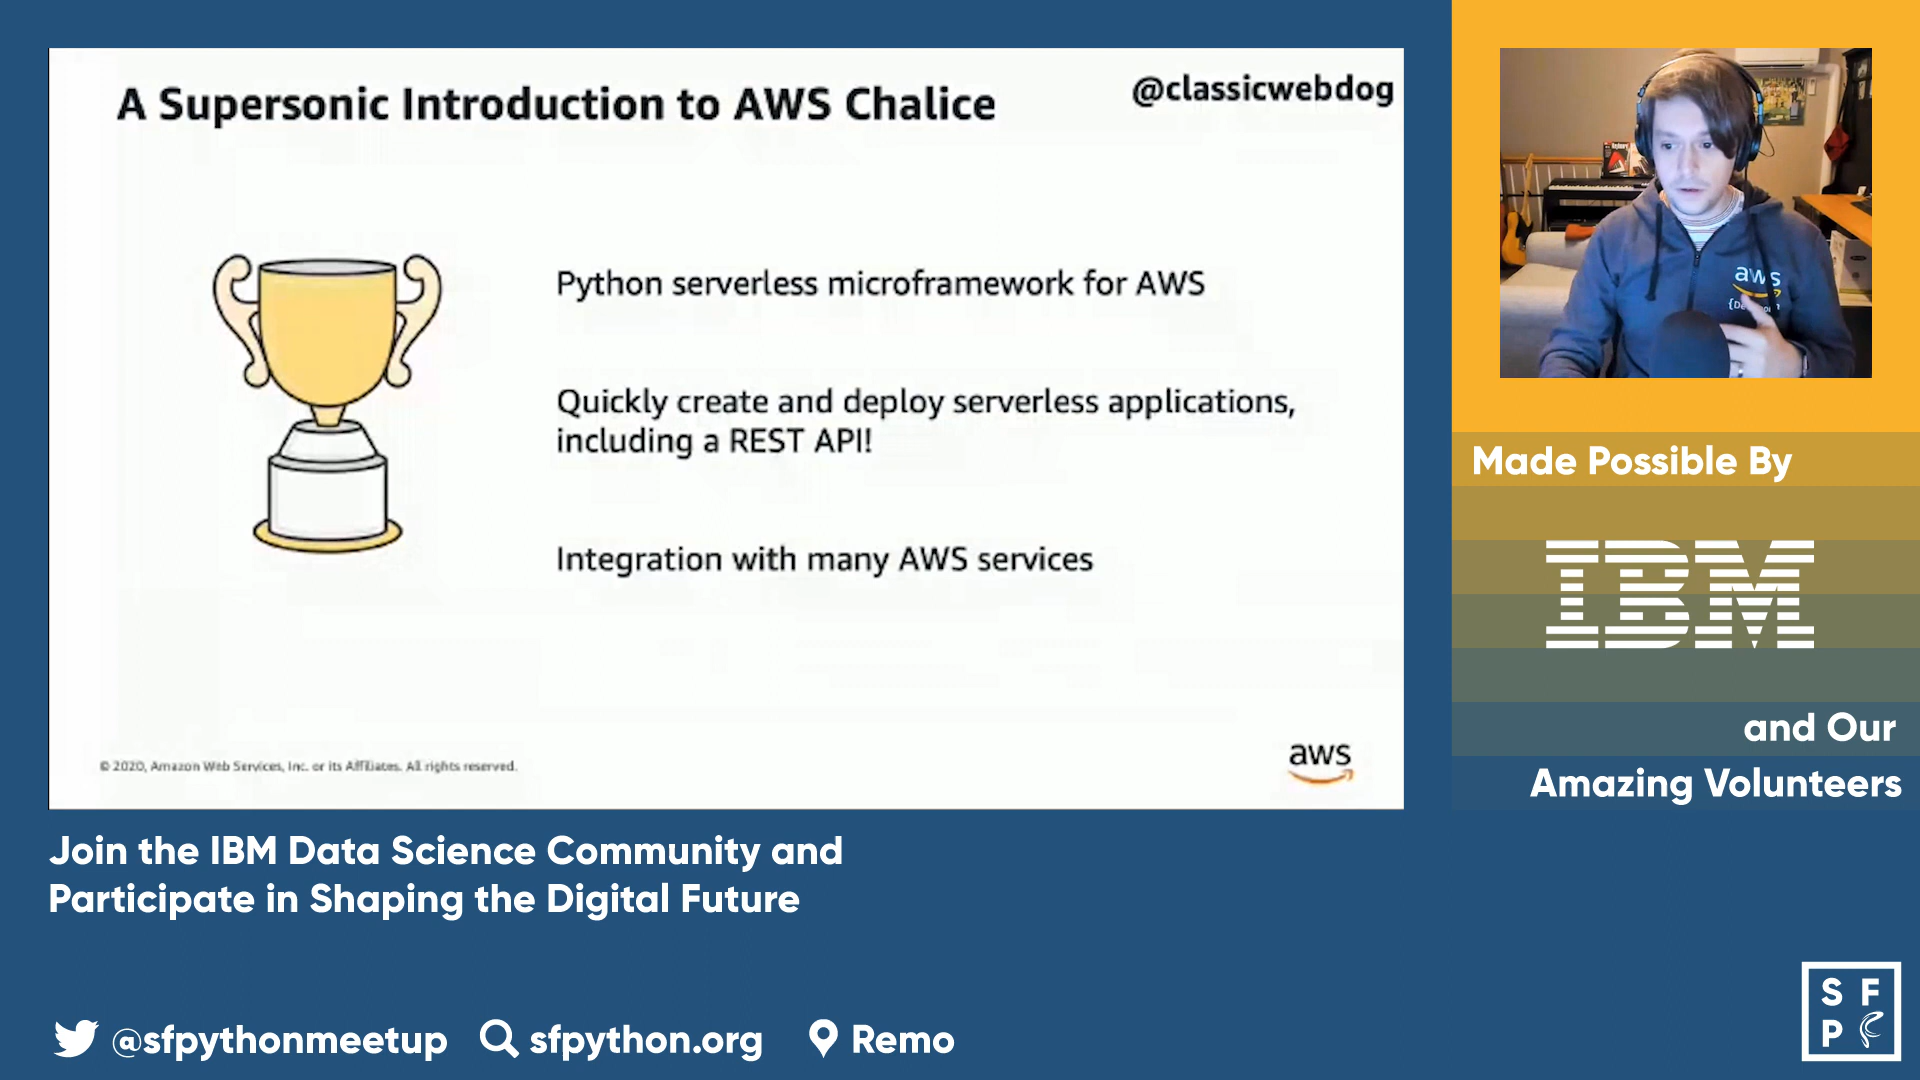 A Supersonic Introduction to AWS Chalice
@classicwebdog
Python serverless microframework for AWS
Quickly create and deploy serverless applications,
including a REST API!
Integration with many AWS services
© 2020, Amazon Web Services, Inc. or its Affiliates. All rights reserved.
aws
aws
Made Possible By
IBM
and Our
Amazing Volunteers
Join the IBM Data Science Community and
Participate in Shaping the Digital Future
@sfpythonmeetup
sfpython.org
Remo
S F
P